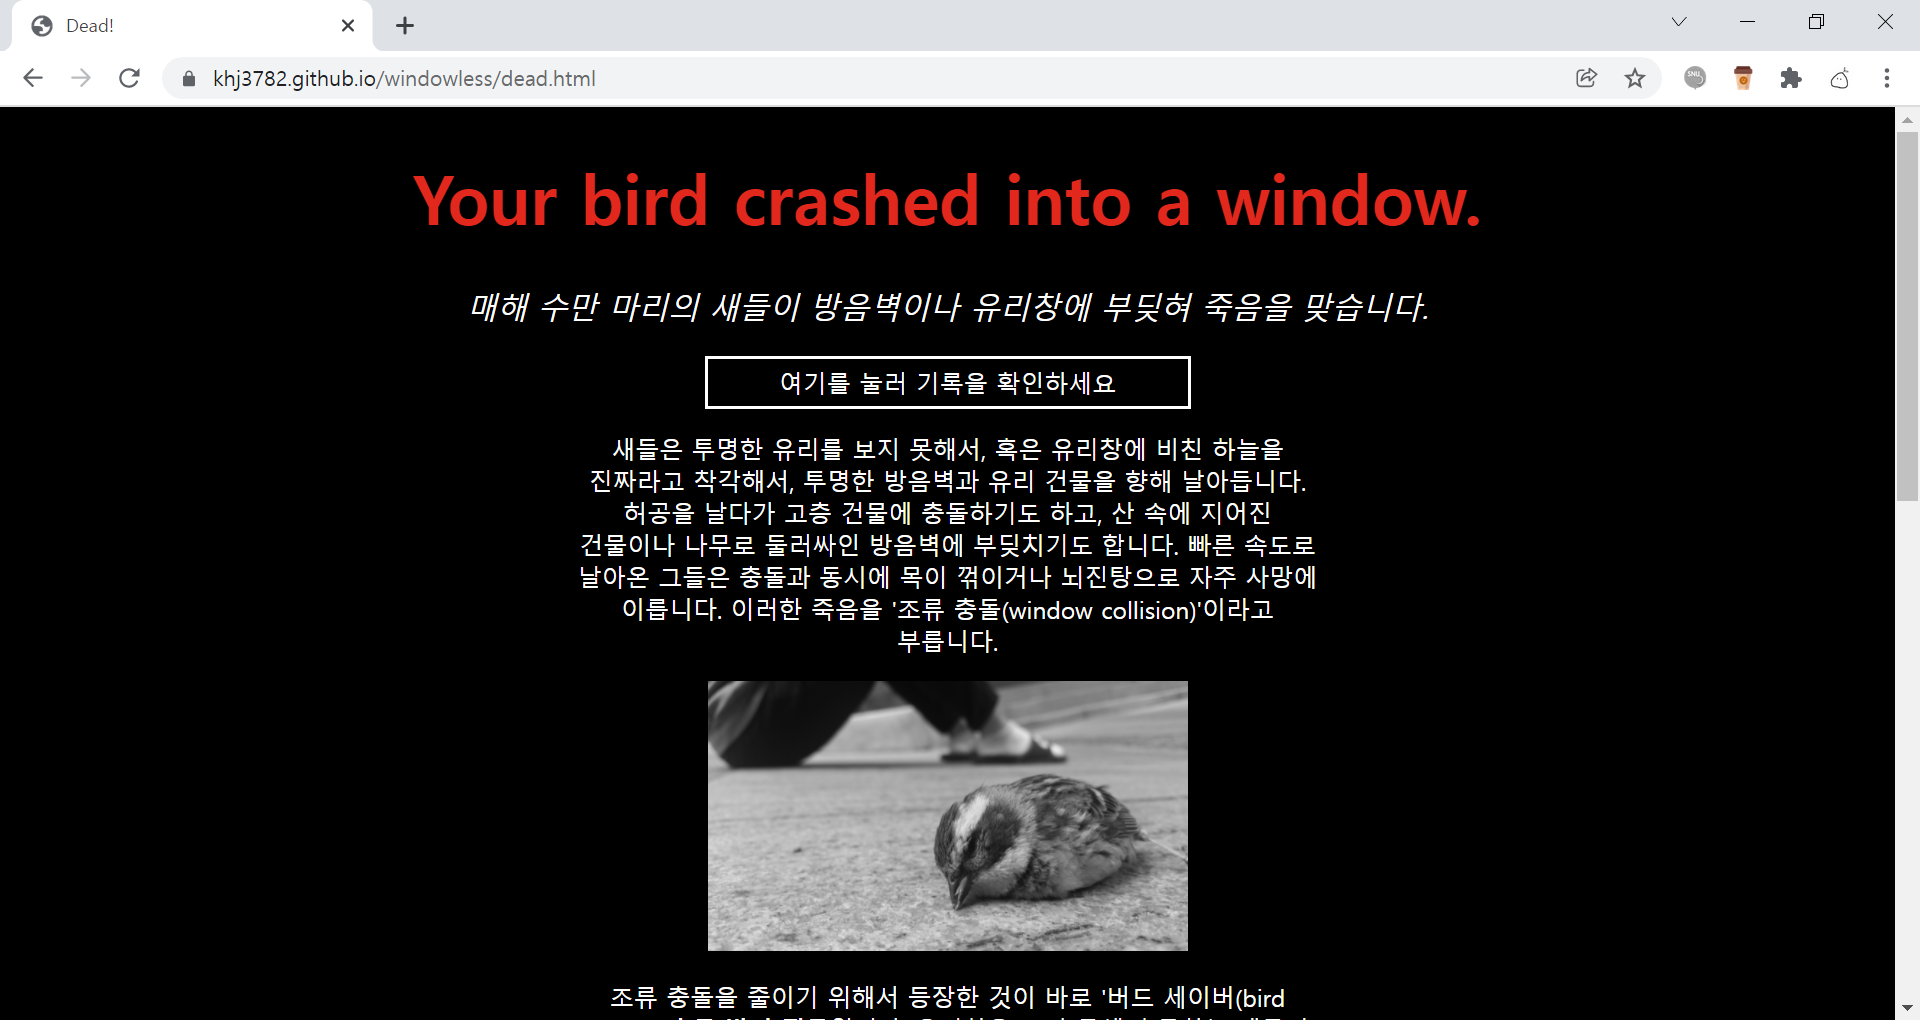 Dead!
khj3782.github.io/windowless/dead.html
SNU
Your bird crashed into a window.
매해 수만 마리의 새들이 방음벽이나 유리창에 부딪혀 죽음을 맞습니다.
여기를 눌러 기록을 확인하세요
새들은 투명한 유리를 보지 못해서, 혹은 유리창에 비친 하늘을
진짜라고 착각해서, 투명한 방음벽과 유리 건물을 향해 날아듭니다.
허공을 날다가 고층 건물에 충돌하기도 하고, 산 속에 지어진
건물이나 나무로 둘러싸인 방음벽에 부딪치기도 합니다. 빠른 속도로
날아온 그들은 충돌과 동시에 목이 꺾이거나 뇌진탕으로 자주 사망에
이릅니다. 이러한 죽음을 '조류 충돌(window collision)'이라고
부릅니다.
조류 충돌을 줄이기 위해서 등장한 것이 바로 '버드 세이버(bird